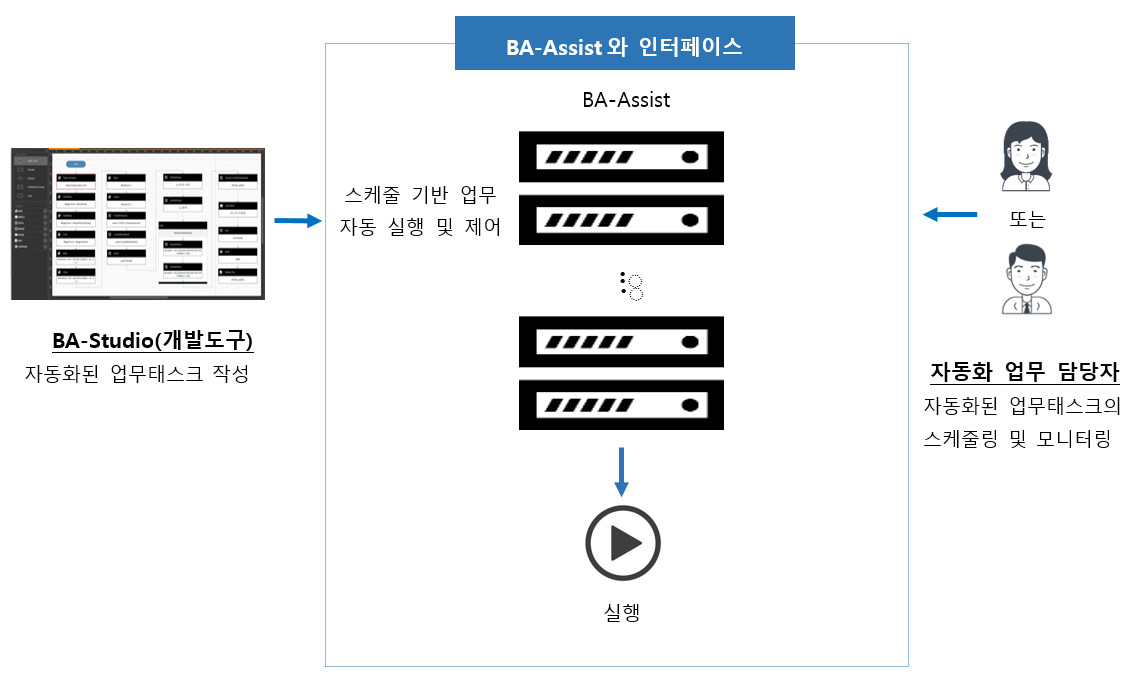 BA-Assist 와 인터페이스
BA-Assist
스케줄 기반 업무
자동 실행 및 제어
실행
BA-Studio(개발도구)
자동화된 업무태스크 작성
또는
자동화 업무 담당자
자동화된 업무태스크의
스케줄링 및 모니터링